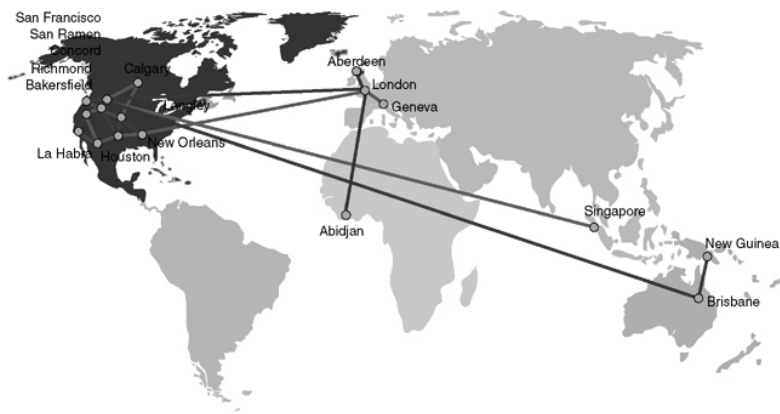 San Francisco
San Ramon
Concord
Richmond
Bakersfield
Calgary
Langley
La Habra
Houston
New Orleans
Aberdeen
London
Geneva
Abidjan
Singapore
New Guinea
Brisbane